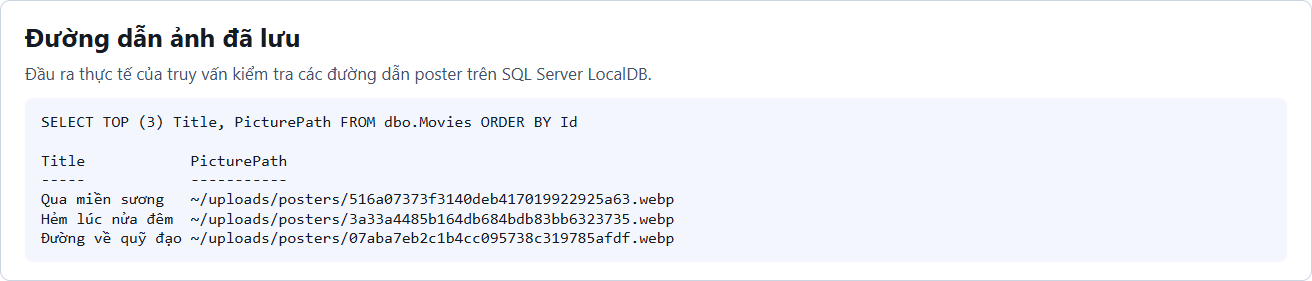 Đường dẫn ảnh đã lưu
Đầu ra thực tế của truy vấn kiểm tra các đường dẫn poster trên SQL Server LocalDB.
SELECT TOP (3) Title, PicturePath FROM dbo.Movies ORDER BY Id
Title PicturePath
----- -----------
Qua miền sương ~/uploads/posters/516a07373f3140deb417019922925a63.webp
Hẻm lúc nửa đêm ~/uploads/posters/3a33a4485b164db684bdb83bb6323735.webp
Đường về quỹ đạo ~/uploads/posters/07aba7eb2c1b4cc095738c319785afdf.webp